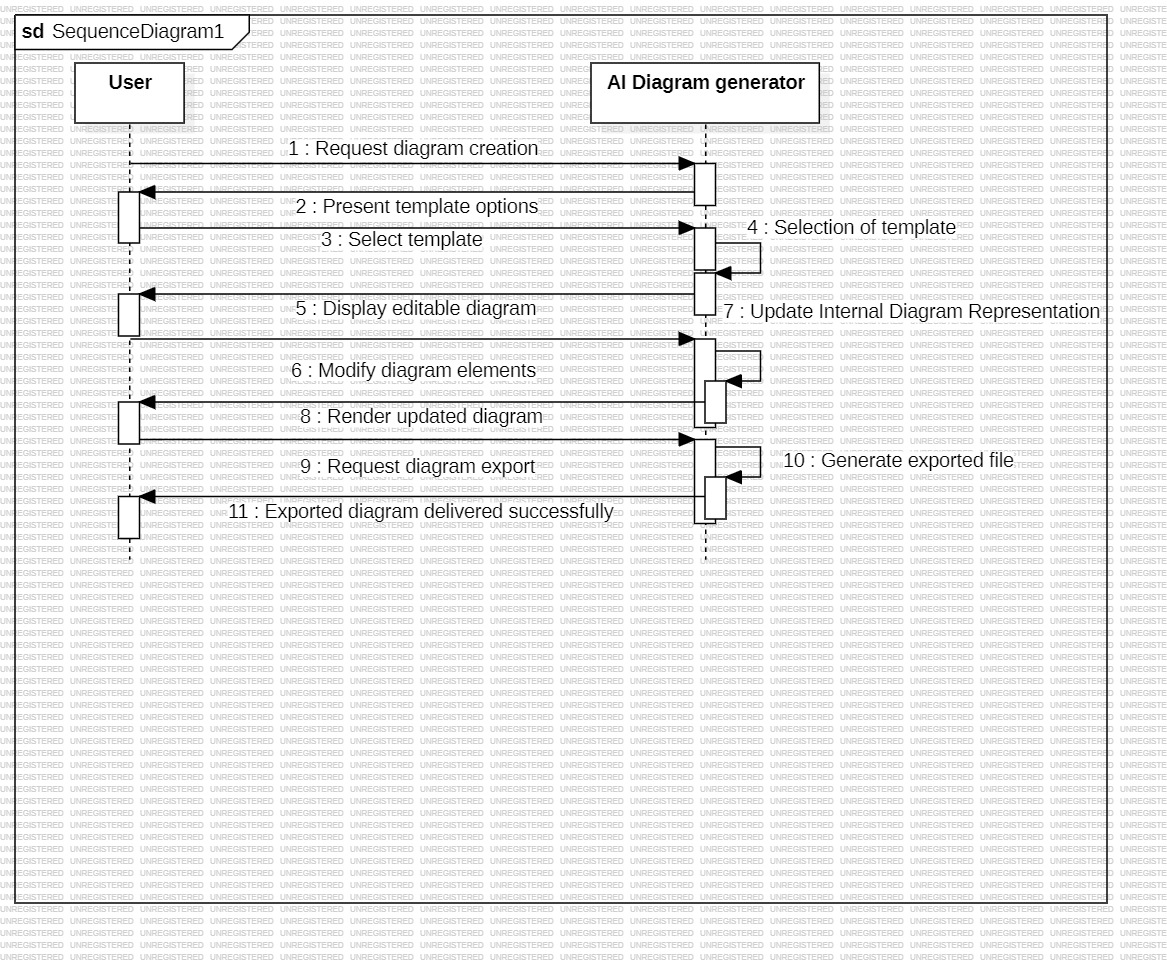 sd SequenceDiagram1
User
AI Diagram generator
1 : Request diagram creation
2 : Present template options
3 : Select template
4 : Selection of template
5 : Display editable diagram
7 : Update Internal Diagram Representation
6 : Modify diagram elements
8 : Render updated diagram
9 : Request diagram export
10 : Generate exported file
11 : Exported diagram delivered successfully
UNREGISTERED